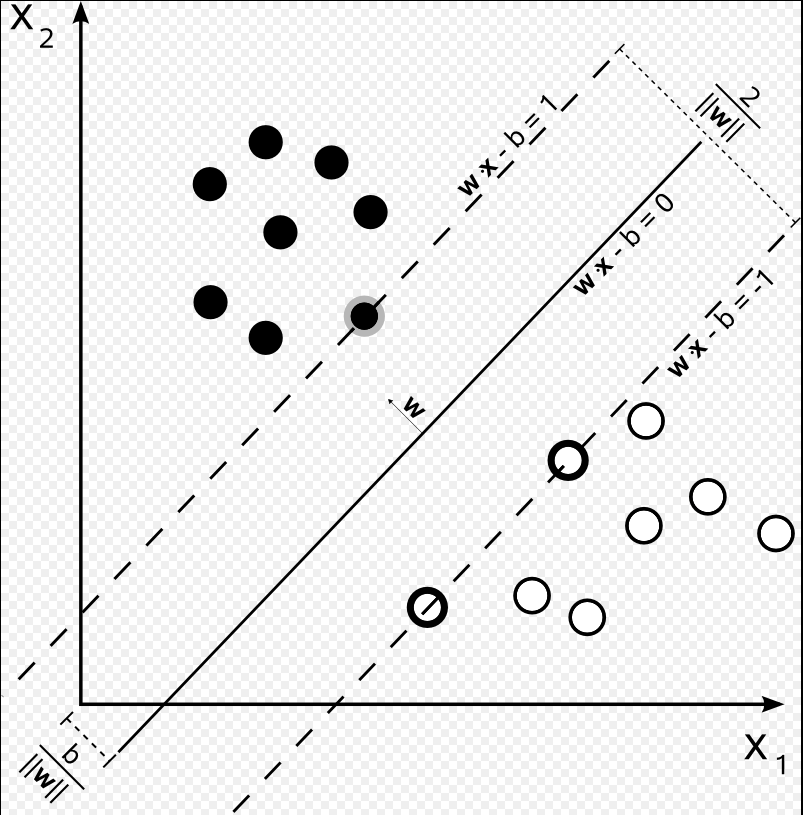 X₂
w·x - b = 1
2
‖w‖
w·x - b = 0
w·x - b = -1
w
b
‖w‖
X₁